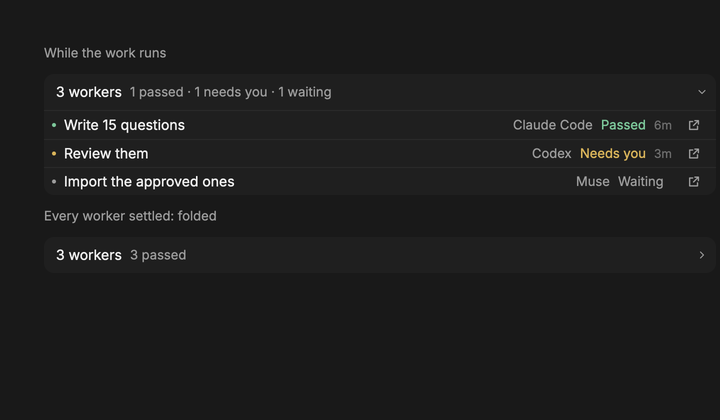 While the work runs
3 workers 1 passed · 1 needs you · 1 waiting
Write 15 questions Claude Code Passed 6m
Review them Codex Needs you 3m
Import the approved ones Muse Waiting
Every worker settled: folded
3 workers 3 passed